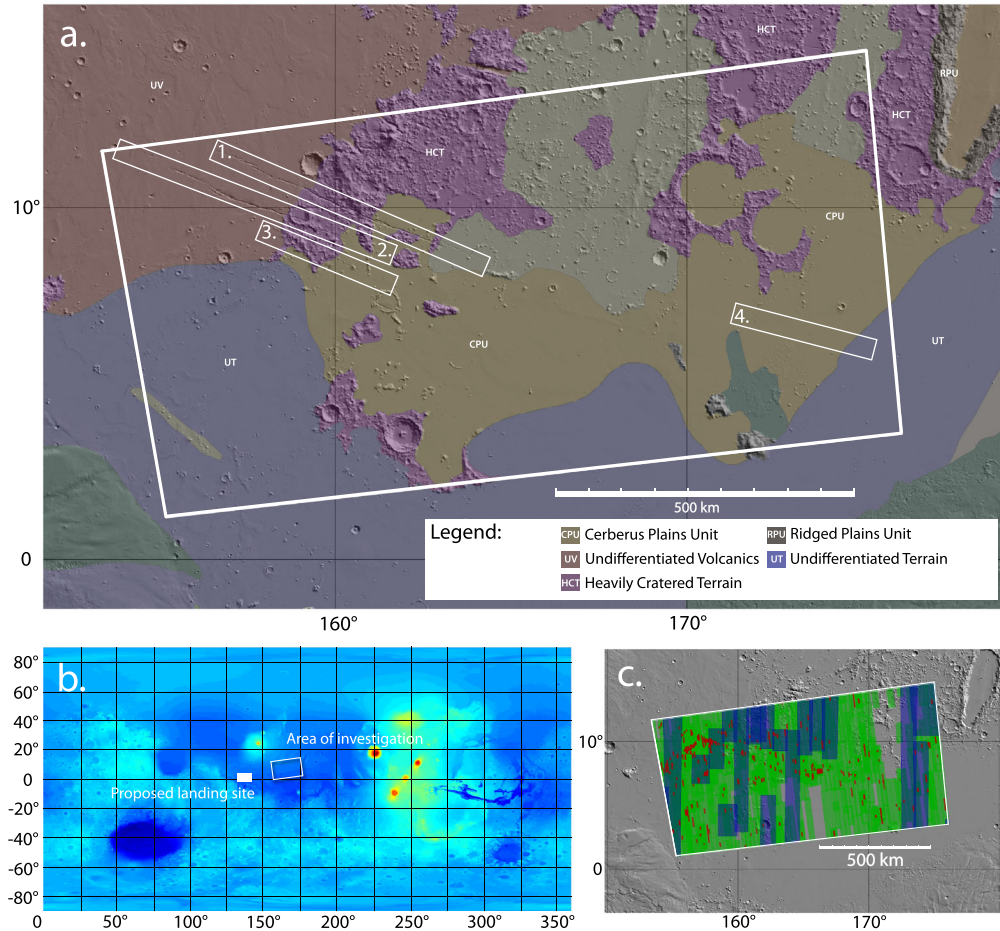 a.
HCT
RPU
UV
HCT
1.
HCT
10°
CPU
3.
2.
4.
CPU
UT
UT
500 km
Legend:
CPU Cerberus Plains Unit
RPU Ridged Plains Unit
UV Undifferentiated Volcanics
UT Undifferentiated Terrain
HCT Heavily Cratered Terrain
0
160°
170°
b.
80°
60°
40°
20°
0
-20°
-40°
-60°
-80°
Area of investigation
Proposed landing site
0
50°
100°
150°
200°
250°
300°
350°
c.
10°
0
500 km
160°
170°